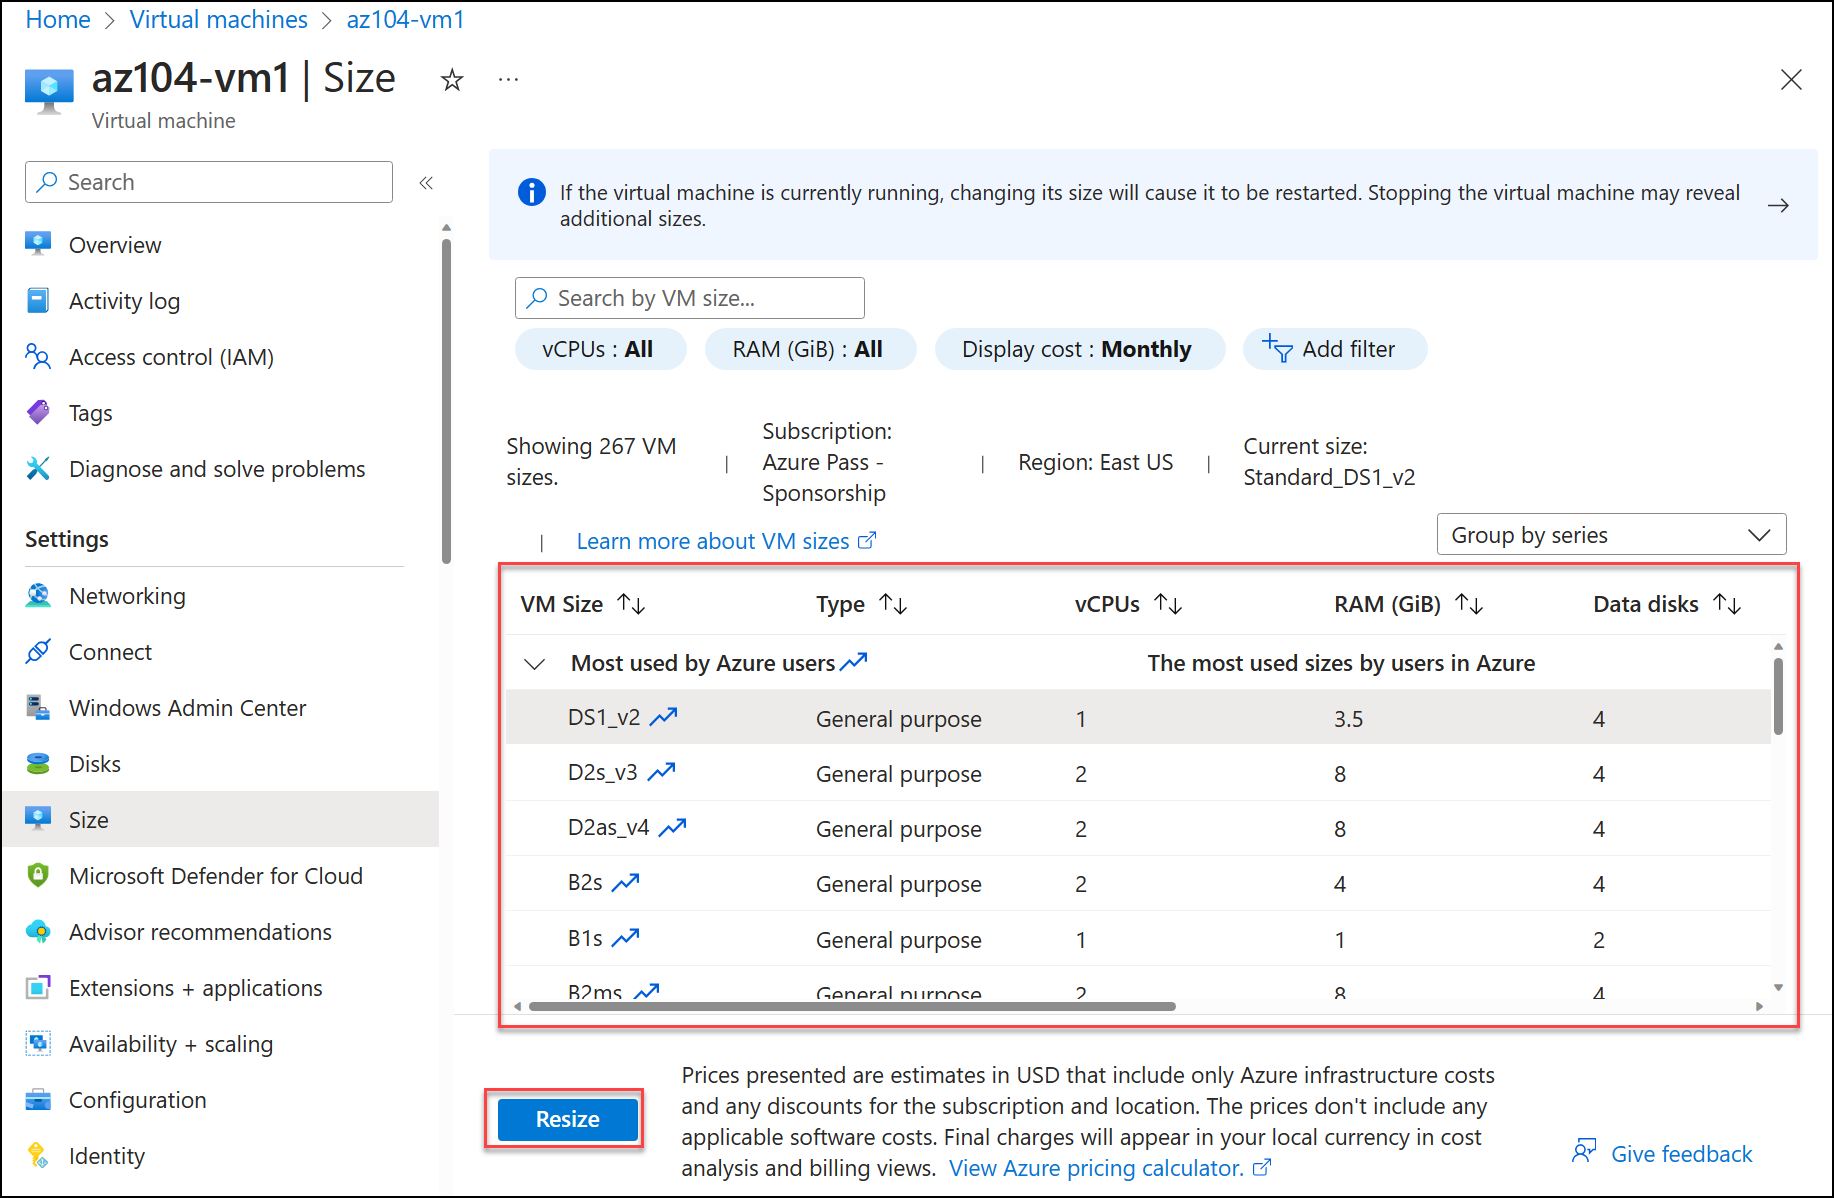 Home > Virtual machines > az104-vm1
az104-vm1 | Size
Virtual machine
Search
Overview
Activity log
Access control (IAM)
Tags
Diagnose and solve problems
Settings
Networking
Connect
Windows Admin Center
Disks
Size
Microsoft Defender for Cloud
Advisor recommendations
Extensions + applications
Availability + scaling
Configuration
Identity
If the virtual machine is currently running, changing its size will cause it to be restarted. Stopping the virtual machine may reveal
additional sizes.
Search by VM size...
vCPUs : All
RAM (GiB) : All
Display cost : Monthly
Add filter
Showing 267 VM
sizes.
|
Subscription:
Azure Pass -
Sponsorship
|
Region: East US
|
Current size:
Standard_DS1_v2
|
Learn more about VM sizes
Group by series
VM Size Type vCPUs RAM (GiB) Data disks
Most used by Azure users The most used sizes by users in Azure
DS1_v2 General purpose 1 3.5 4
D2s_v3 General purpose 2 8 4
D2as_v4 General purpose 2 8 4
B2s General purpose 2 4 4
B1s General purpose 1 1 2
B2ms General purpose 2 8 4
Resize
Prices presented are estimates in USD that include only Azure infrastructure costs
and any discounts for the subscription and location. The prices don't include any
applicable software costs. Final charges will appear in your local currency in cost
analysis and billing views. View Azure pricing calculator.
Give feedback